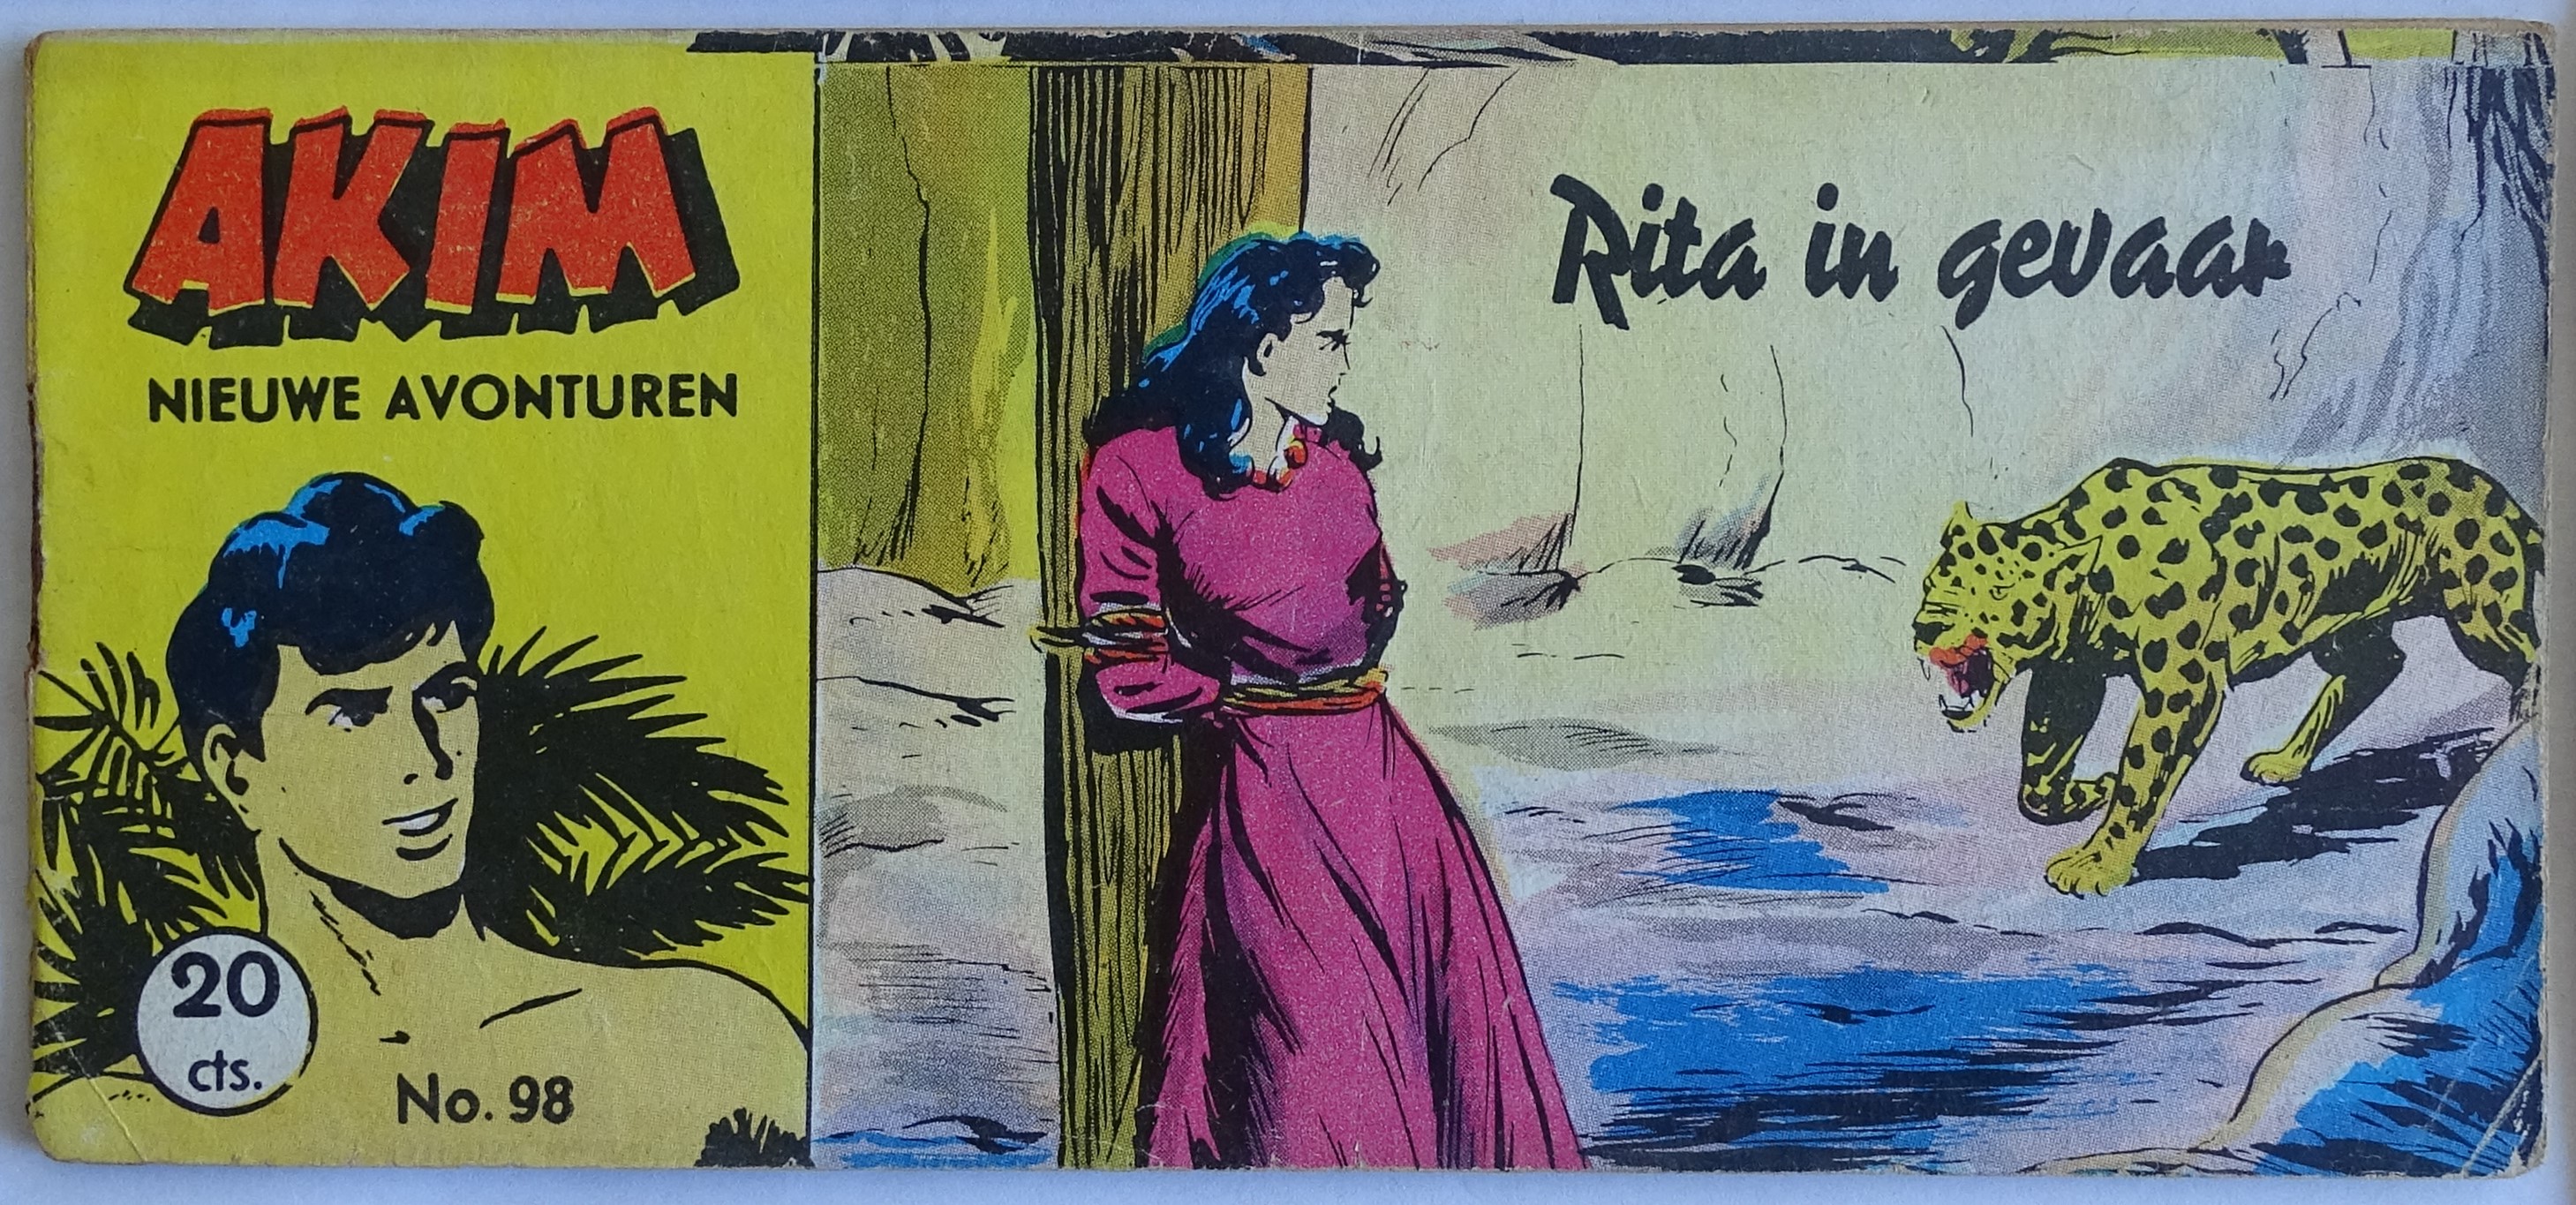 AKIM
NIEUWE AVONTUREN
20
cts.
No. 98
Rita in gevaar